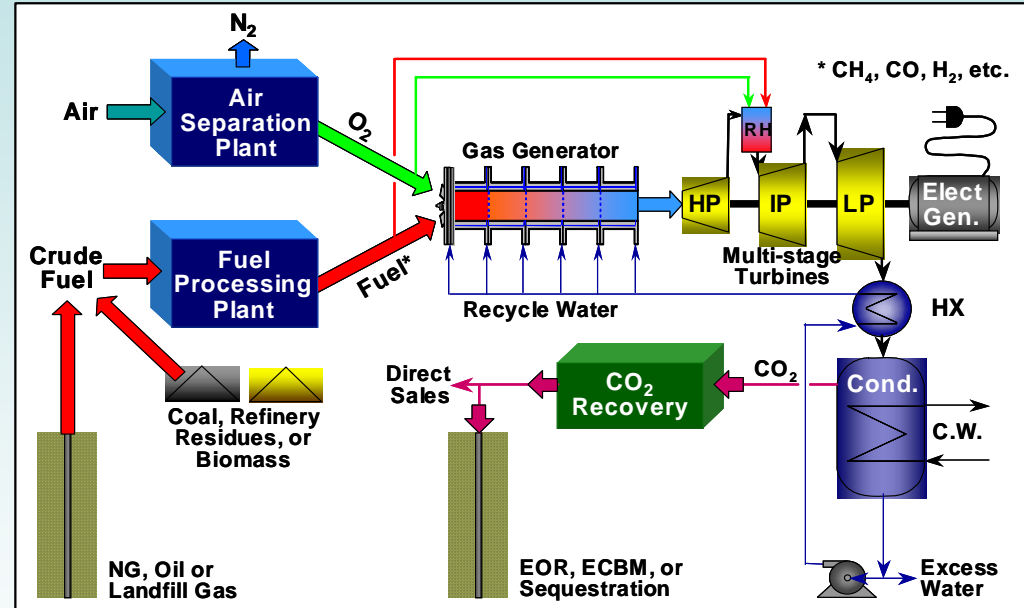 N₂
Air
Air
Separation
Plant
O₂
* CH₄, CO, H₂, etc.
RH
Gas Generator
HP
IP
LP
Elect
Gen.
Multi-stage
Turbines
Crude
Fuel
Fuel
Processing
Plant
Fuel*
Recycle Water
HX
Direct
Sales
CO₂
Recovery
CO₂
Cond.
C.W.
Coal, Refinery
Residues, or
Biomass
NG, Oil or
Landfill Gas
EOR, ECBM, or
Sequestration
Excess
Water